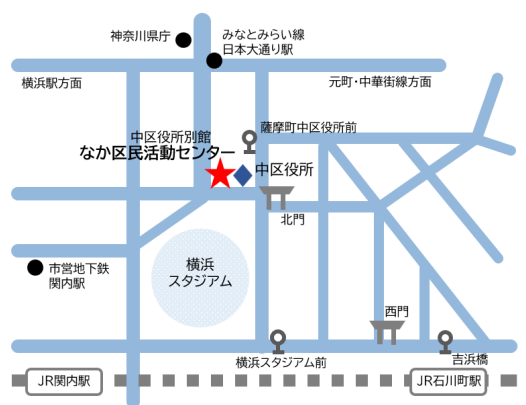 神奈川県庁
みなとみらい線
日本大通り駅
横浜駅方面
元町・中華街線方面
薩摩町中区役所前
中区役所別館
なか区民活動センター
中区役所
北門
市営地下鉄
関内駅
横浜
スタジアム
西門
横浜スタジアム前
吉浜橋
JR関内駅
JR石川町駅